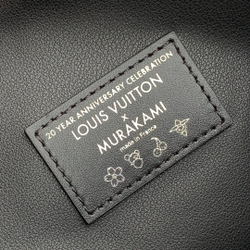 20 YEAR ANNIVERSARY CELEBRATION
LOUIS VUITTON
×
MURAKAMI
made in France